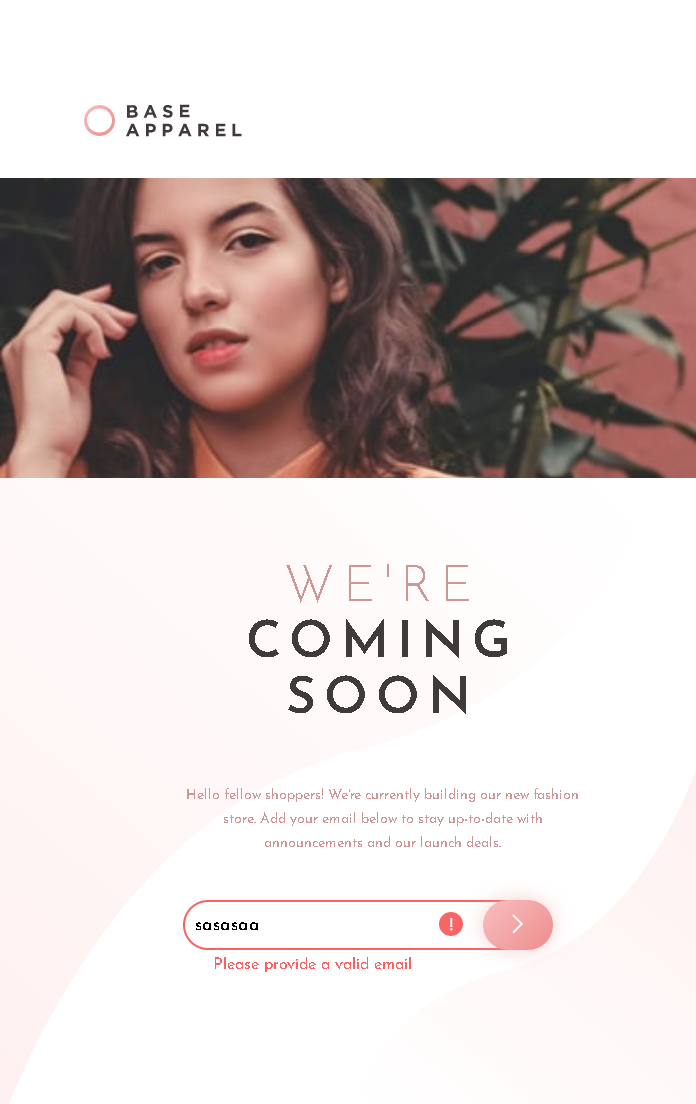 BASE
APPAREL
WE'RE
COMING
SOON
Hello fellow shoppers! We're currently building our new fashion
store. Add your email below to stay up-to-date with
announcements and our launch deals.
sasasaa !
Please provide a valid email